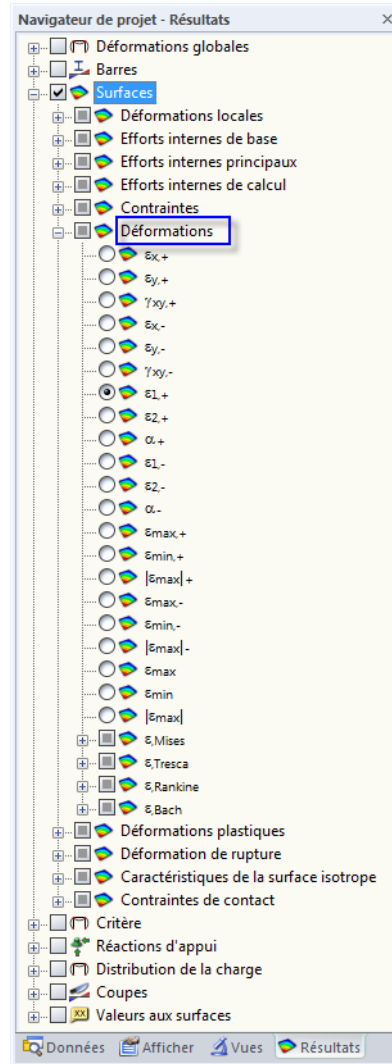 Navigateur de projet - Résultats
Déformations globales
Barres
Surfaces
Déformations locales
Efforts internes de base
Efforts internes principaux
Efforts internes de calcul
Contraintes
Déformations
εx,+
εy,+
γxy,+
εx,-
εy,-
γxy,-
ε1,+
ε2,+
α,+
ε1,-
ε2,-
α,-
εmax,+
εmin,+
|εmax|,+
εmax,-
εmin,-
|εmax|,-
εmax
εmin
|εmax|
ε,Mises
ε,Tresca
ε,Rankine
ε,Bach
Déformations plastiques
Déformation de rupture
Caractéristiques de la surface isotrope
Contraintes de contact
Critère
Réactions d'appui
Distribution de la charge
Coupes
Valeurs aux surfaces
Données Afficher Vues Résultats